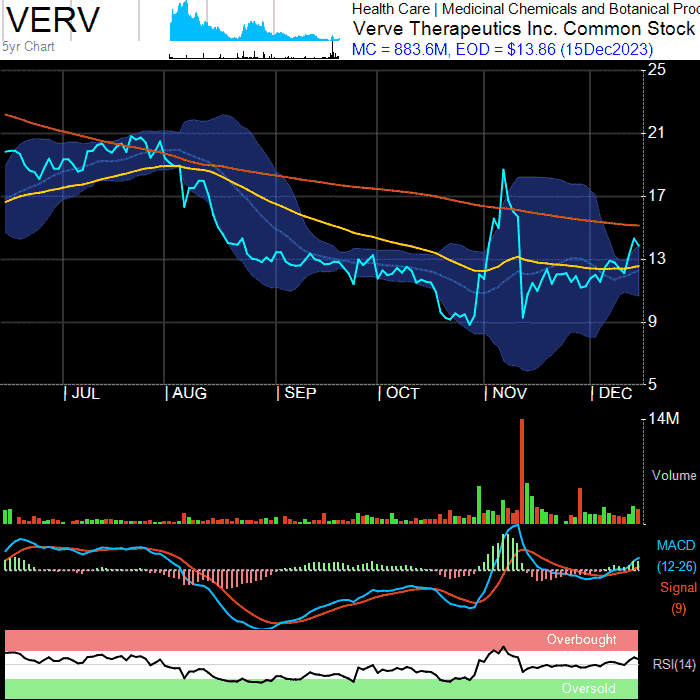 VERV
5yr Chart
Health Care | Medicinal Chemicals and Botanical Proc
Verve Therapeutics Inc. Common Stock
MC = 883.6M, EOD = $13.86 (15Dec2023)
25
21
17
13
9
5
| JUL | AUG | SEP | OCT | NOV | DEC
14M
Volume
MACD
(12-26)
Signal
(9)
Overbought
RSI(14)
Oversold